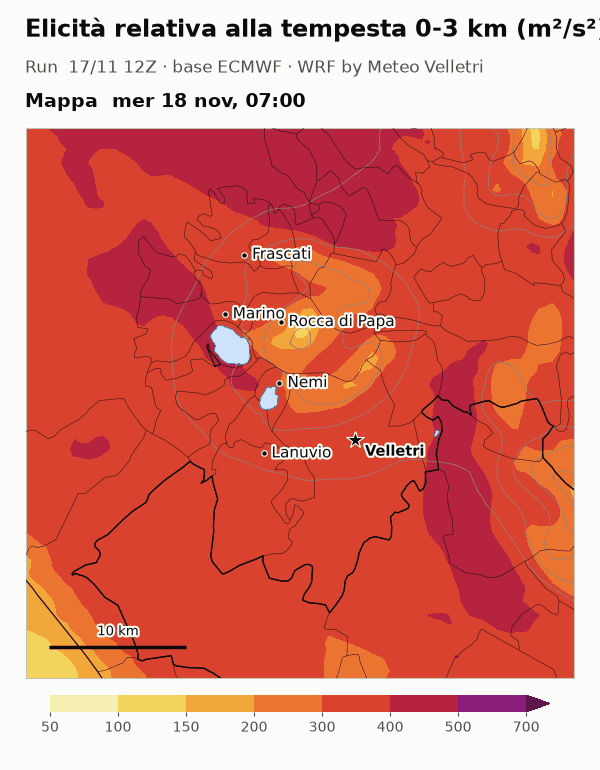 Elicità relativa alla tempesta 0-3 km (m²/s²)
Run  17/11 12Z · base ECMWF · WRF by Meteo Velletri
Mappa  mer 18 nov, 07:00
Frascati
Marino
Rocca di Papa
Nemi
Velletri
Lanuvio
10 km
50 100 150 200 300 400 500 700